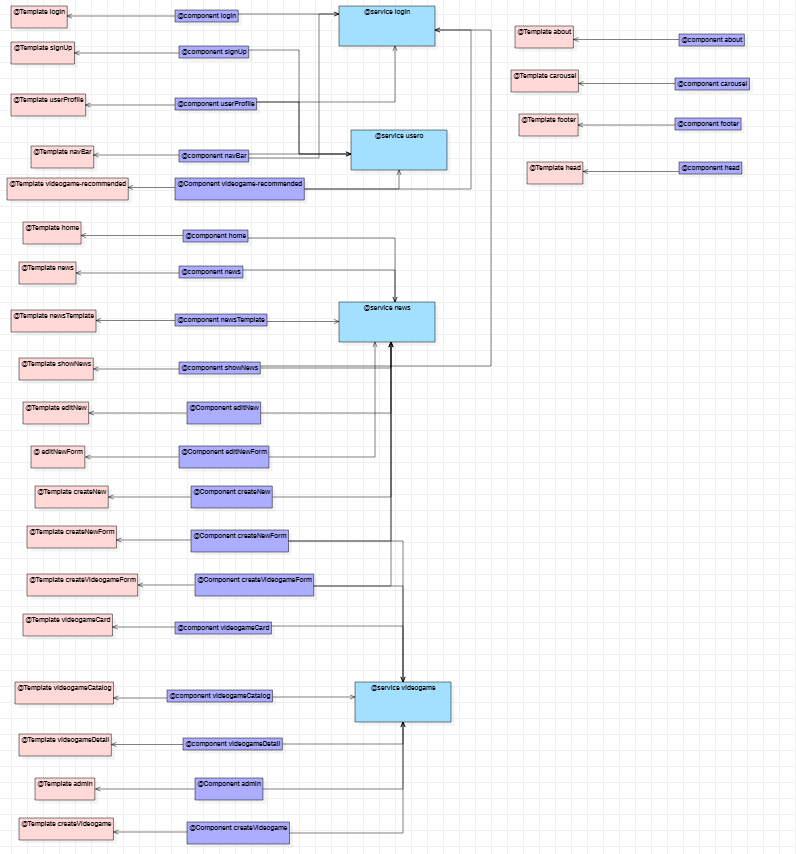 @Template login
@component login
@service login
@Template signUp
@component signUp
@Template userProfile
@component userProfile
@service usero
@Template navBar
@component navBar
@Template videogame-recommended
@Component videogame-recommended
@Template home
@component home
@Template news
@component news
@service news
@Template newsTemplate
@component newsTemplate
@Template showNews
@component showNews
@Template editNew
@Component editNew
@ editNewForm
@Component editNewForm
@Template createNew
@Component createNew
@Template createNewForm
@Component createNewForm
@Template createVideogameForm
@Component createVideogameForm
@Template videogameCard
@component videogameCard
@Template videogameCatalog
@component videogameCatalog
@service videogame
@Template videogameDetail
@component videogameDetail
@Template admin
@Component admin
@Template createVideogame
@Component createVideogame
@Template about
@component about
@Template carousel
@component carousel
@Template footer
@component footer
@Template head
@component head